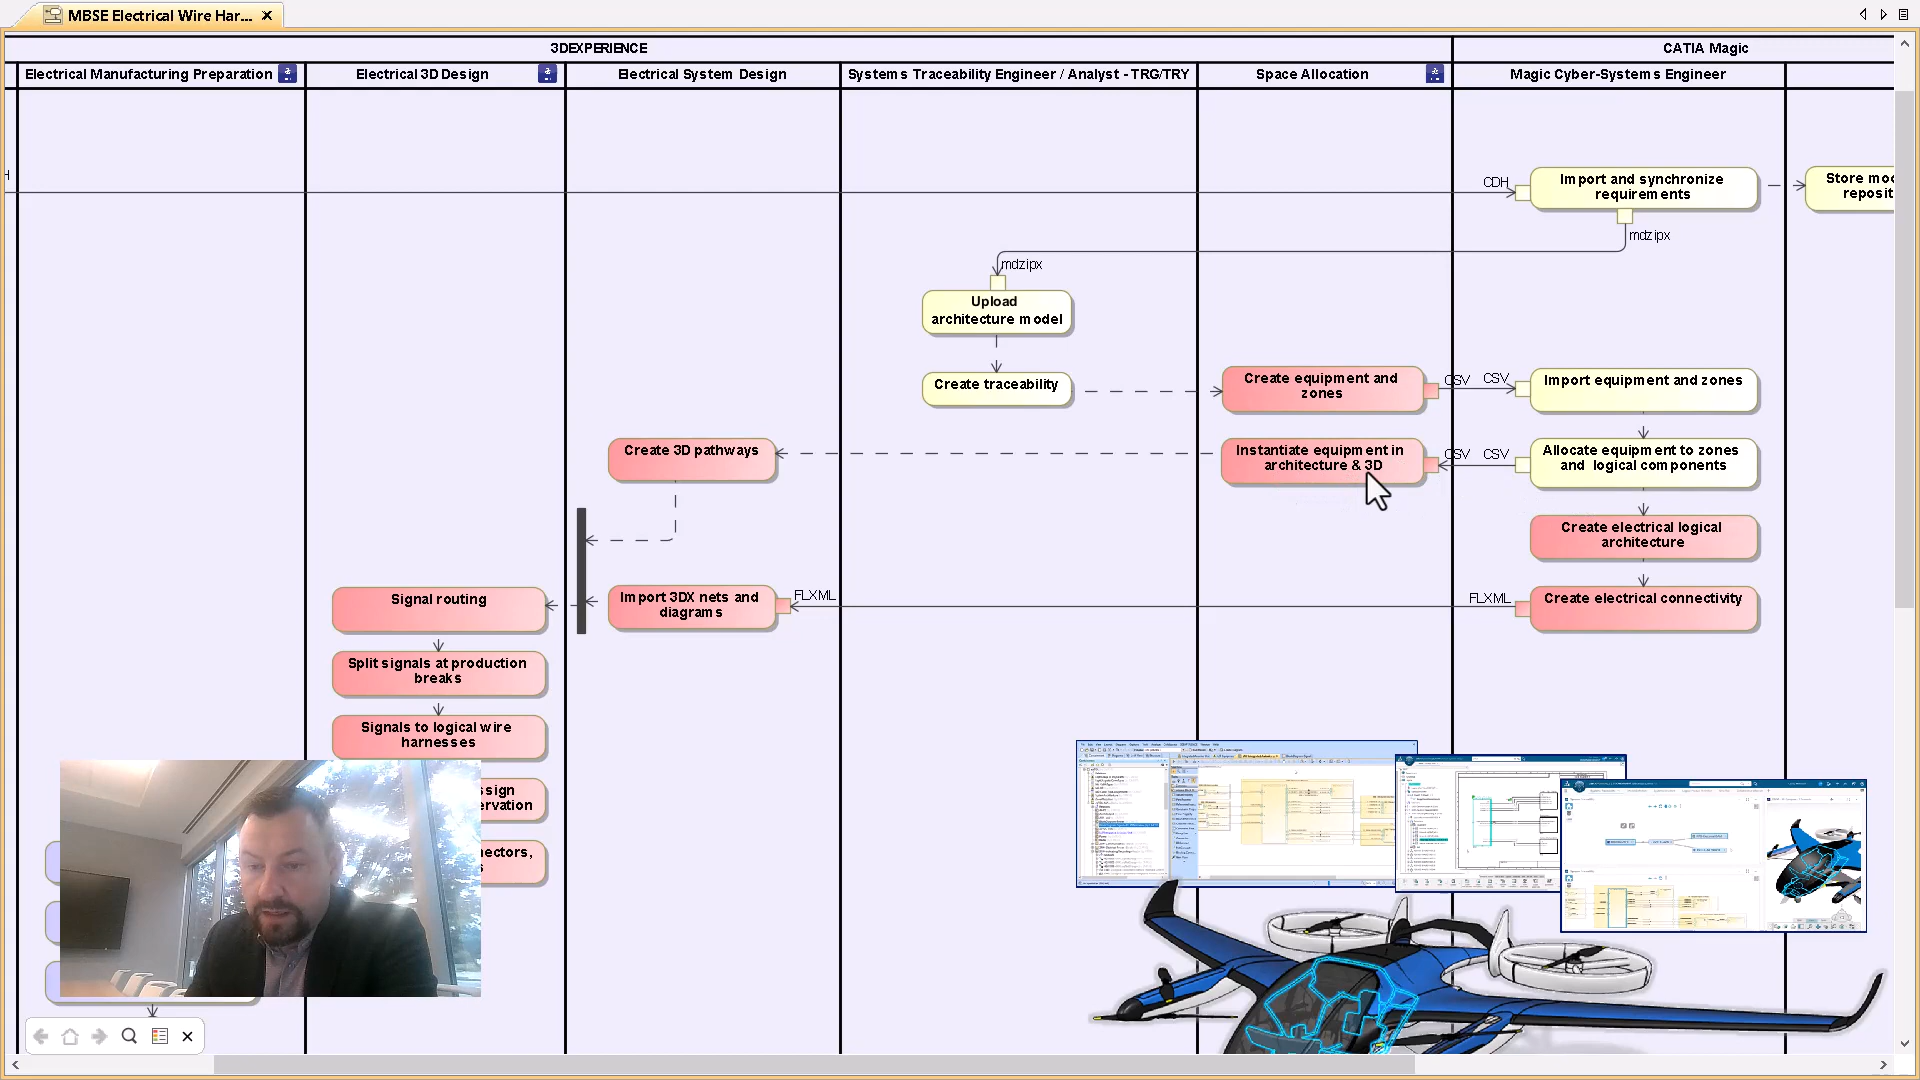 MBSE Electrical Wire Har...
3DEXPERIENCE
CATIA Magic
Electrical Manufacturing Preparation
Electrical 3D Design
Electrical System Design
Systems Traceability Engineer / Analyst - TRG/TRY
Space Allocation
Magic Cyber-Systems Engineer
H
CDH
Import and synchronize
requirements
Store mod
reposit
mdzipx
mdzipx
Upload
architecture model
Create traceability
Create equipment and
zones
CSV
CSV
Import equipment and zones
Create 3D pathways
Instantiate equipment in
architecture & 3D
CSV
CSV
Allocate equipment to zones
and logical components
Create electrical logical
architecture
Signal routing
Import 3DX nets and
diagrams
FLXML
FLXML
Create electrical connectivity
Split signals at production
breaks
Signals to logical wire
harnesses
ssign
ervation
nectors,
s